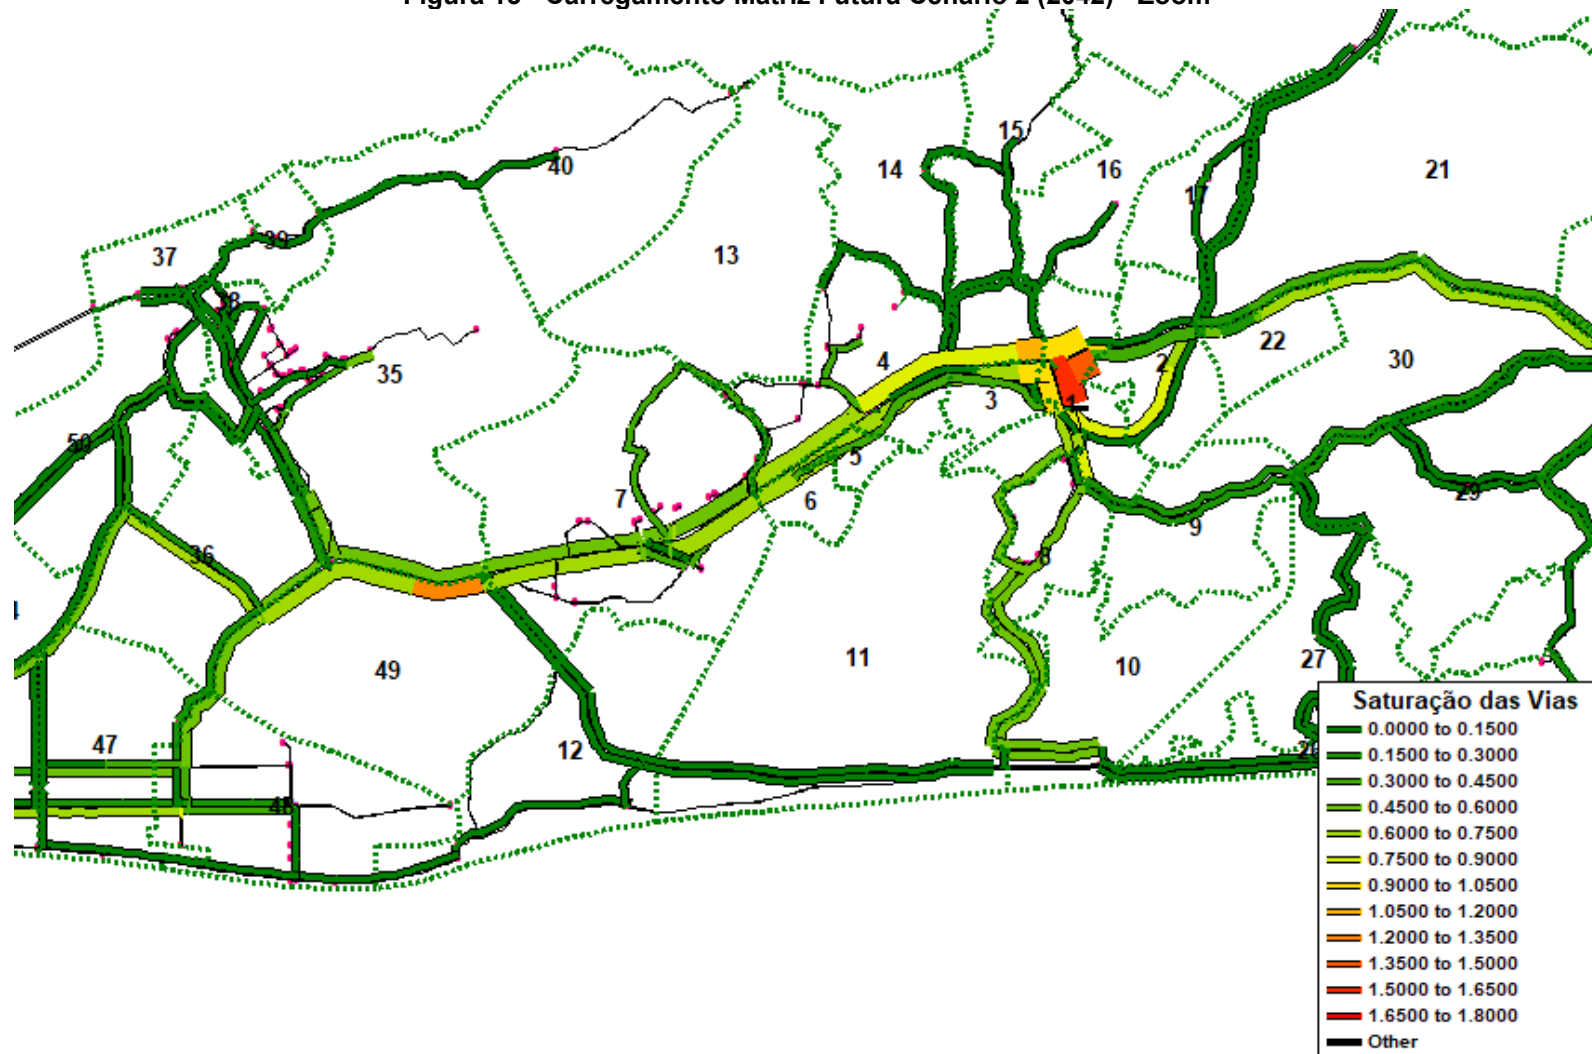 Figura 18 - Carregamento Matriz Futura Cenário 2 (2042) - Zoom
15
40
14
16
21
17
39
37
13
38
22
2
30
4
35
3
1
50
5
7
6
29
9
36
8
4
11
49
10
27
47
12
26
48
Saturação das Vias
0.0000 to 0.1500
0.1500 to 0.3000
0.3000 to 0.4500
0.4500 to 0.6000
0.6000 to 0.7500
0.7500 to 0.9000
0.9000 to 1.0500
1.0500 to 1.2000
1.2000 to 1.3500
1.3500 to 1.5000
1.5000 to 1.6500
1.6500 to 1.8000
Other